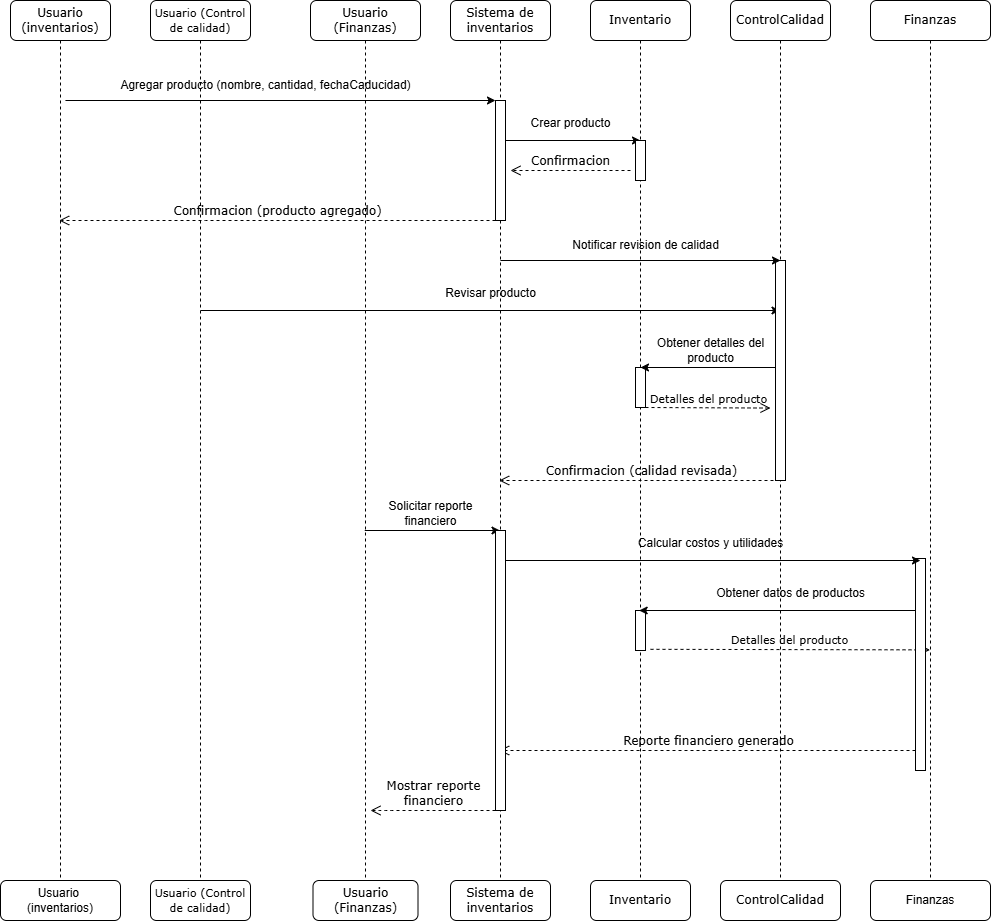 Usuario
(inventarios)
Usuario (Control
de calidad)
Usuario
(Finanzas)
Sistema de
inventarios
Inventario
ControlCalidad
Finanzas
Agregar producto (nombre, cantidad, fechaCaducidad)
Crear producto
Confirmacion
Confirmacion (producto agregado)
Notificar revision de calidad
Revisar producto
Obtener detalles del
producto
Detalles del producto
Confirmacion (calidad revisada)
Solicitar reporte
financiero
Calcular costos y utilidades
Obtener datos de productos
Detalles del producto
Reporte financiero generado
Mostrar reporte
financiero
Usuario
(inventarios)
Usuario (Control
de calidad)
Usuario
(Finanzas)
Sistema de
inventarios
Inventario
ControlCalidad
Finanzas